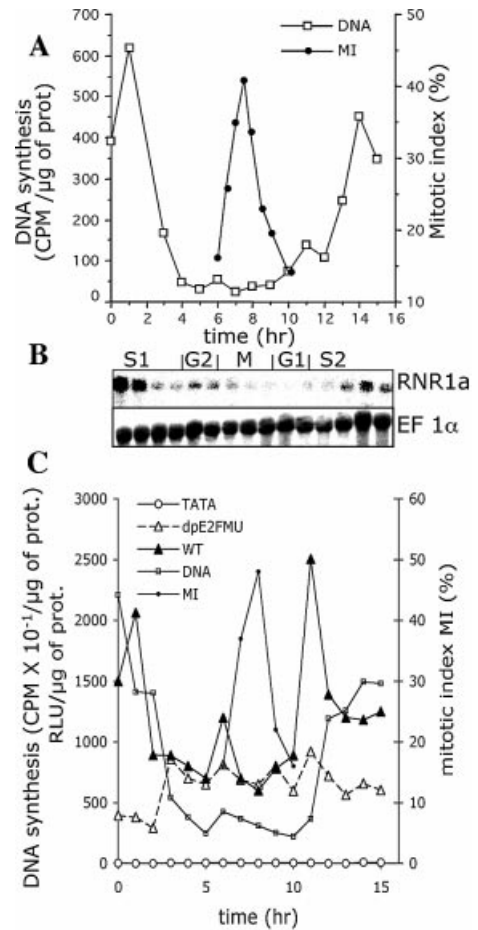 A
DNA
MI
DNA synthesis
(CPM /µg of prot)
700
600
500
400
300
200
100
0
50
40
30
20
10
Mitotic index (%)
0 2 4 6 8 10 12 14 16
time (hr)
B
S1 G2 M G1 S2
RNR1a
EF 1α
C
TATA
dpE2FMU
WT
DNA
MI
DNA synthesis (CPM X 10-1/µg of prot.
RLU/µg of prot.
3000
2500
2000
1500
1000
500
0
60
50
40
30
20
10
0
mitotic index MI (%)
0 5 10 15
time (hr)